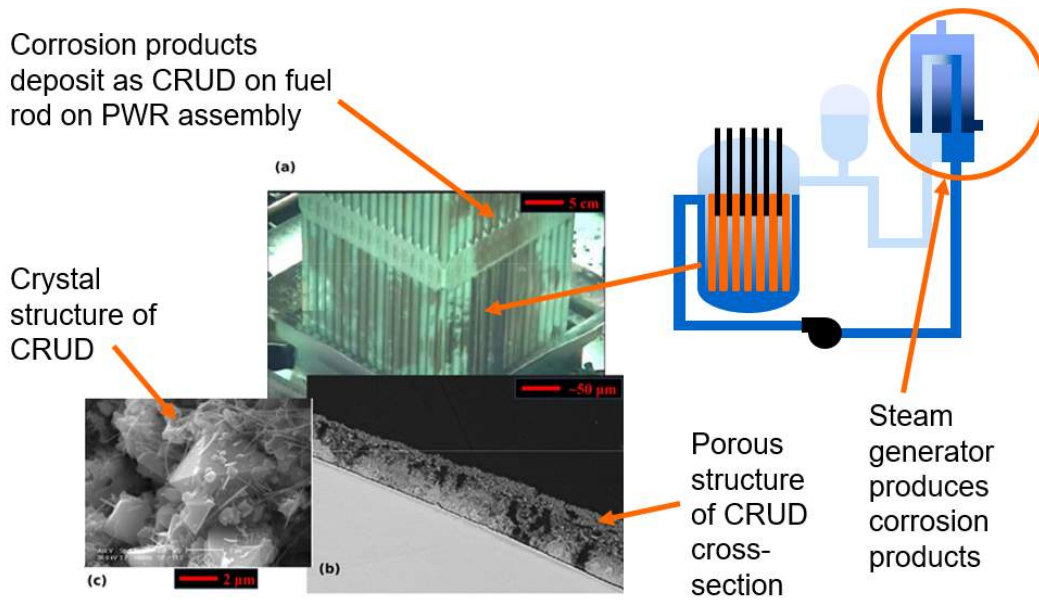 Corrosion products
deposit as CRUD on fuel
rod on PWR assembly
(a)
5 cm
Crystal
structure of
CRUD
~50 μm
Steam
generator
produces
corrosion
products
Porous
structure
of CRUD
cross-
section
(b)
(c)
2 μm